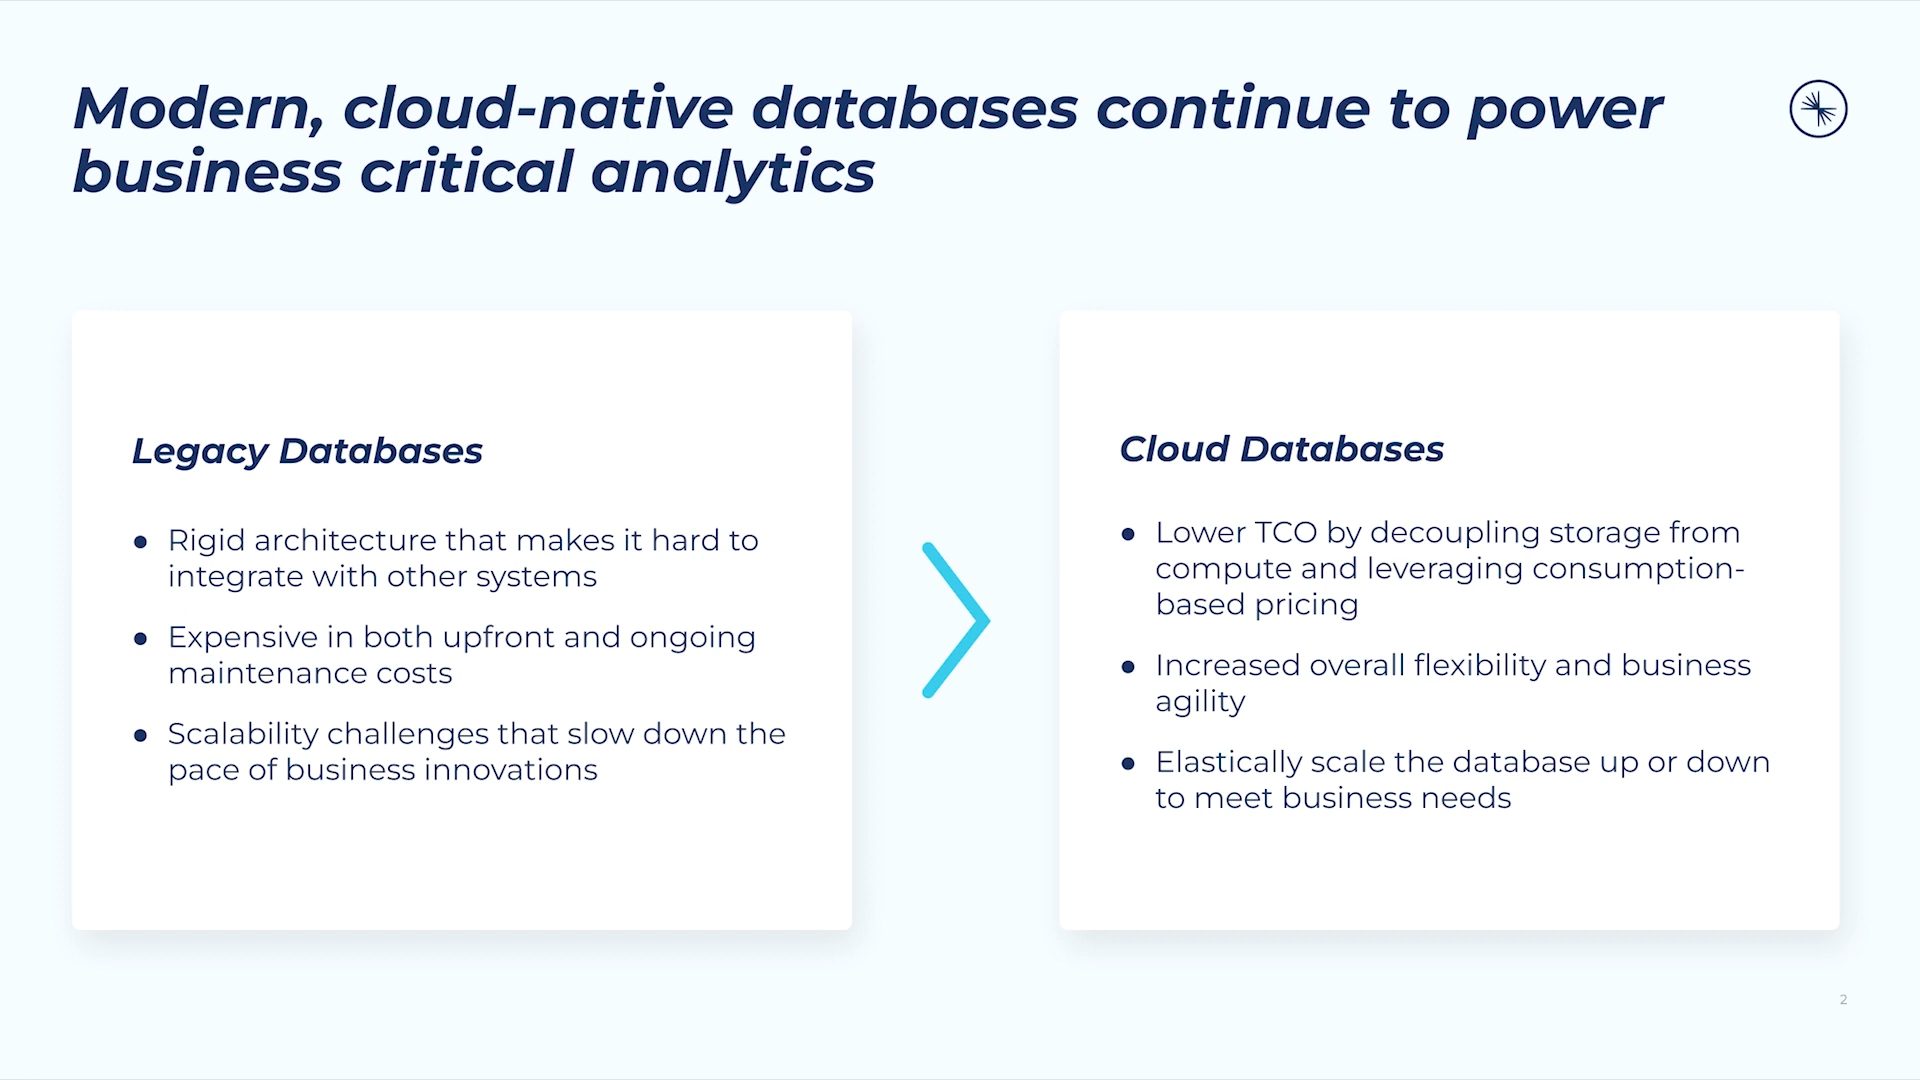 Modern, cloud-native databases continue to power
business critical analytics
Legacy Databases
● Rigid architecture that makes it hard to
integrate with other systems
● Expensive in both upfront and ongoing
maintenance costs
● Scalability challenges that slow down the
pace of business innovations
Cloud Databases
● Lower TCO by decoupling storage from
compute and leveraging consumption-
based pricing
● Increased overall flexibility and business
agility
● Elastically scale the database up or down
to meet business needs
2